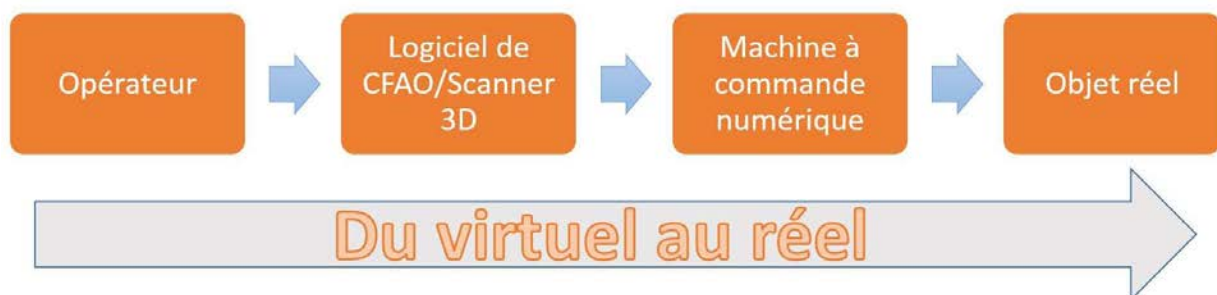 Opérateur
Logiciel de
CFAO/Scanner
3D
Machine à
commande
numérique
Objet réel
Du virtuel au réel